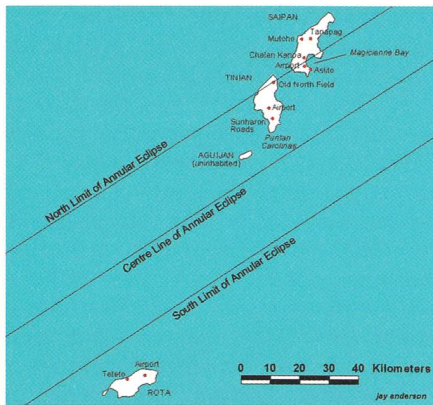 SAIPAN
Tanapag
Mutcho
Chalan Kanoa
Magicienne Bay
Airport
Aslito
TINIAN
Old North Field
Airport
Sunharon
Roads
Puntan
Carolinas
AGUIJAN
(uninhabited)
North Limit of Annular Eclipse
Centre Line of Annular Eclipse
South Limit of Annular Eclipse
Airport
Teteto
ROTA
0 10 20 30 40 Kilometers
jay anderson